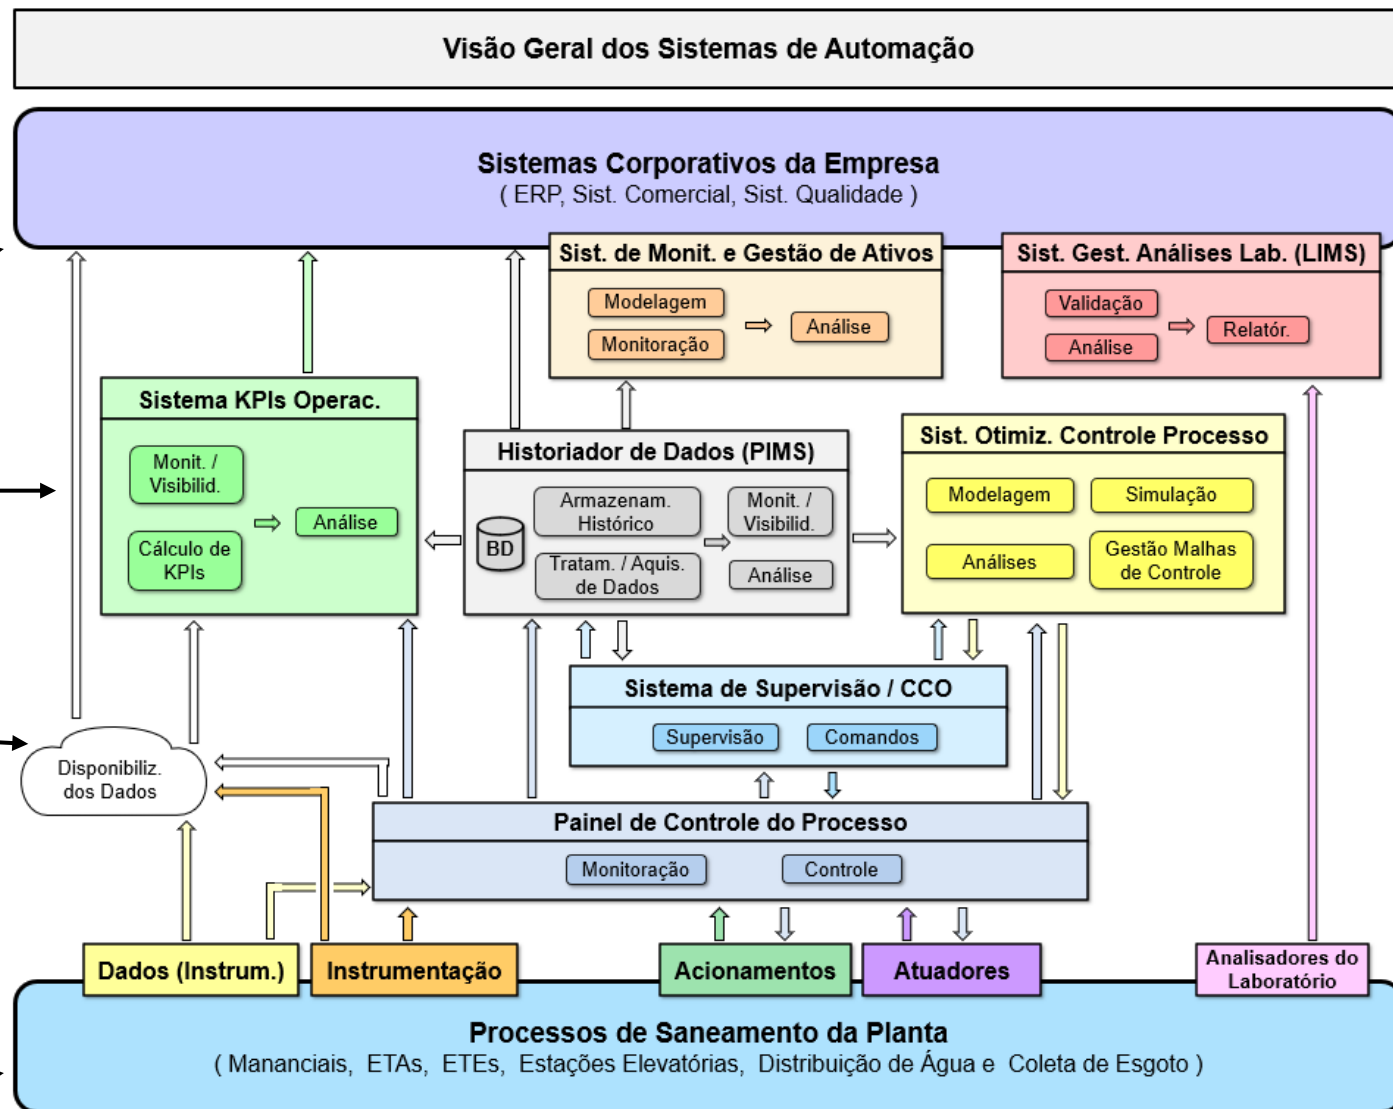 Visão Geral dos Sistemas de Automação
Sistemas Corporativos da Empresa
( ERP, Sist. Comercial, Sist. Qualidade )
Sist. de Monit. e Gestão de Ativos
Modelagem
Monitoração
Análise
Sist. Gest. Análises Lab. (LIMS)
Validação
Análise
Relatór.
Sistema KPIs Operac.
Monit. /
Visibilid.
Cálculo de
KPIs
Análise
Historiador de Dados (PIMS)
BD
Armazenam.
Histórico
Tratam. / Aquis.
de Dados
Monit. /
Visibilid.
Análise
Sist. Otimiz. Controle Processo
Modelagem
Simulação
Análises
Gestão Malhas
de Controle
Sistema de Supervisão / CCO
Supervisão
Comandos
Disponibiliz.
dos Dados
Painel de Controle do Processo
Monitoração
Controle
Dados (Instrum.)
Instrumentação
Acionamentos
Atuadores
Analisadores do
Laboratório
Processos de Saneamento da Planta
( Mananciais, ETAs, ETEs, Estações Elevatórias, Distribuição de Água e Coleta de Esgoto )